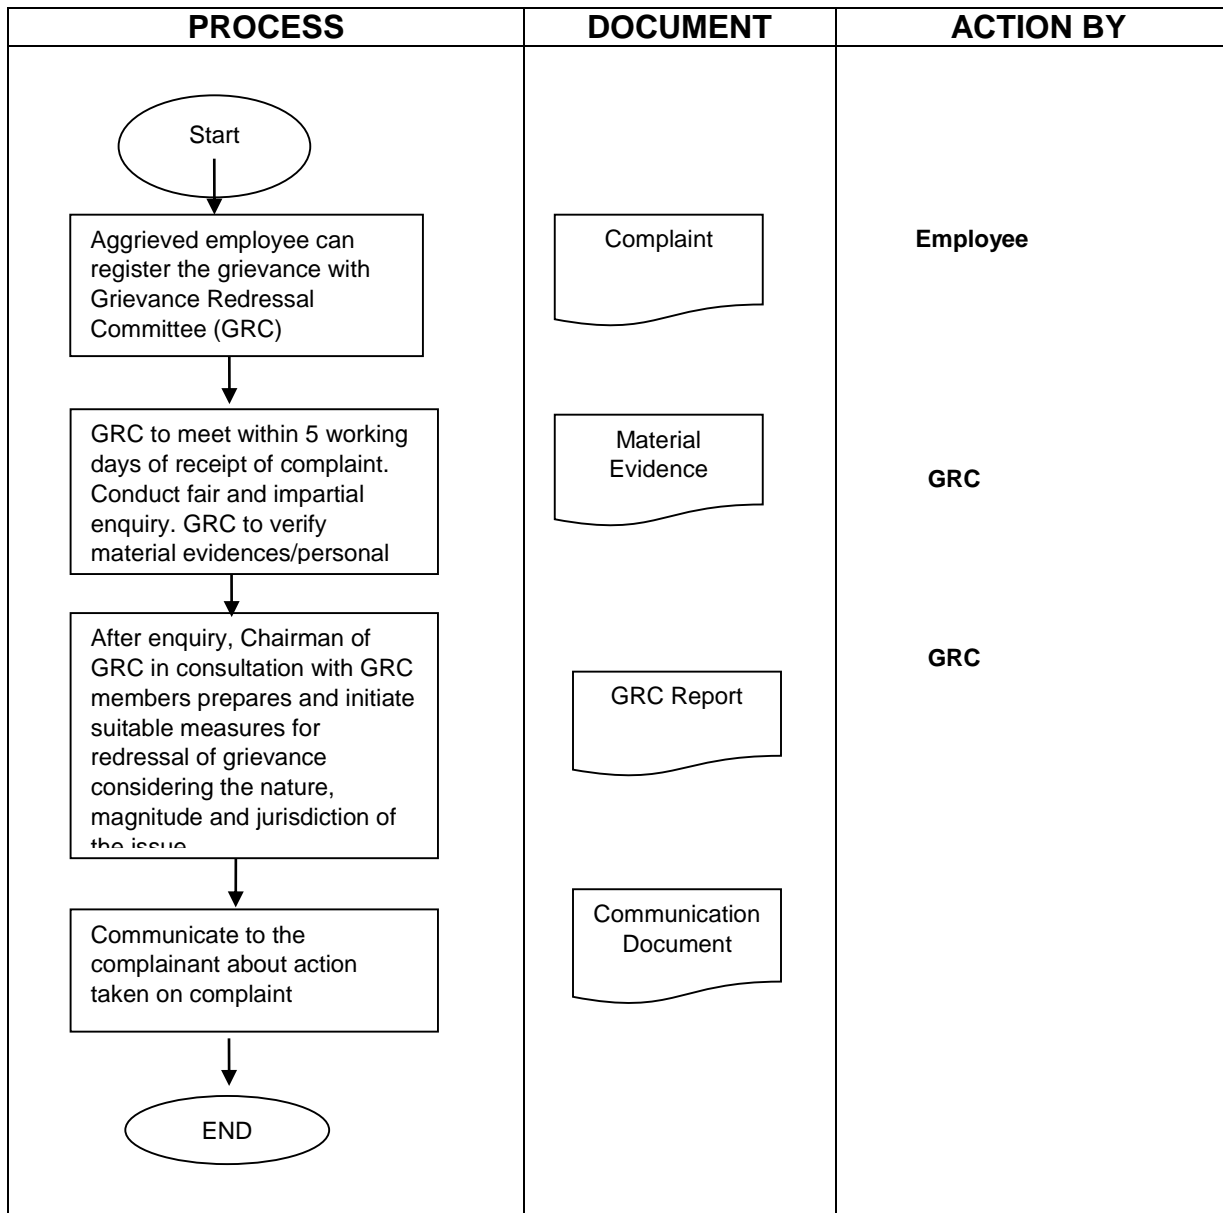 PROCESS
DOCUMENT
ACTION BY
Start
Aggrieved employee can
register the grievance with
Grievance Redressal
Committee (GRC)
Complaint
Employee
GRC to meet within 5 working
days of receipt of complaint.
Conduct fair and impartial
enquiry. GRC to verify
material evidences/personal
Material
Evidence
GRC
After enquiry, Chairman of
GRC in consultation with GRC
members prepares and initiate
suitable measures for
redressal of grievance
considering the nature,
magnitude and jurisdiction of
the issue
GRC Report
GRC
Communicate to the
complainant about action
taken on complaint
Communication
Document
END